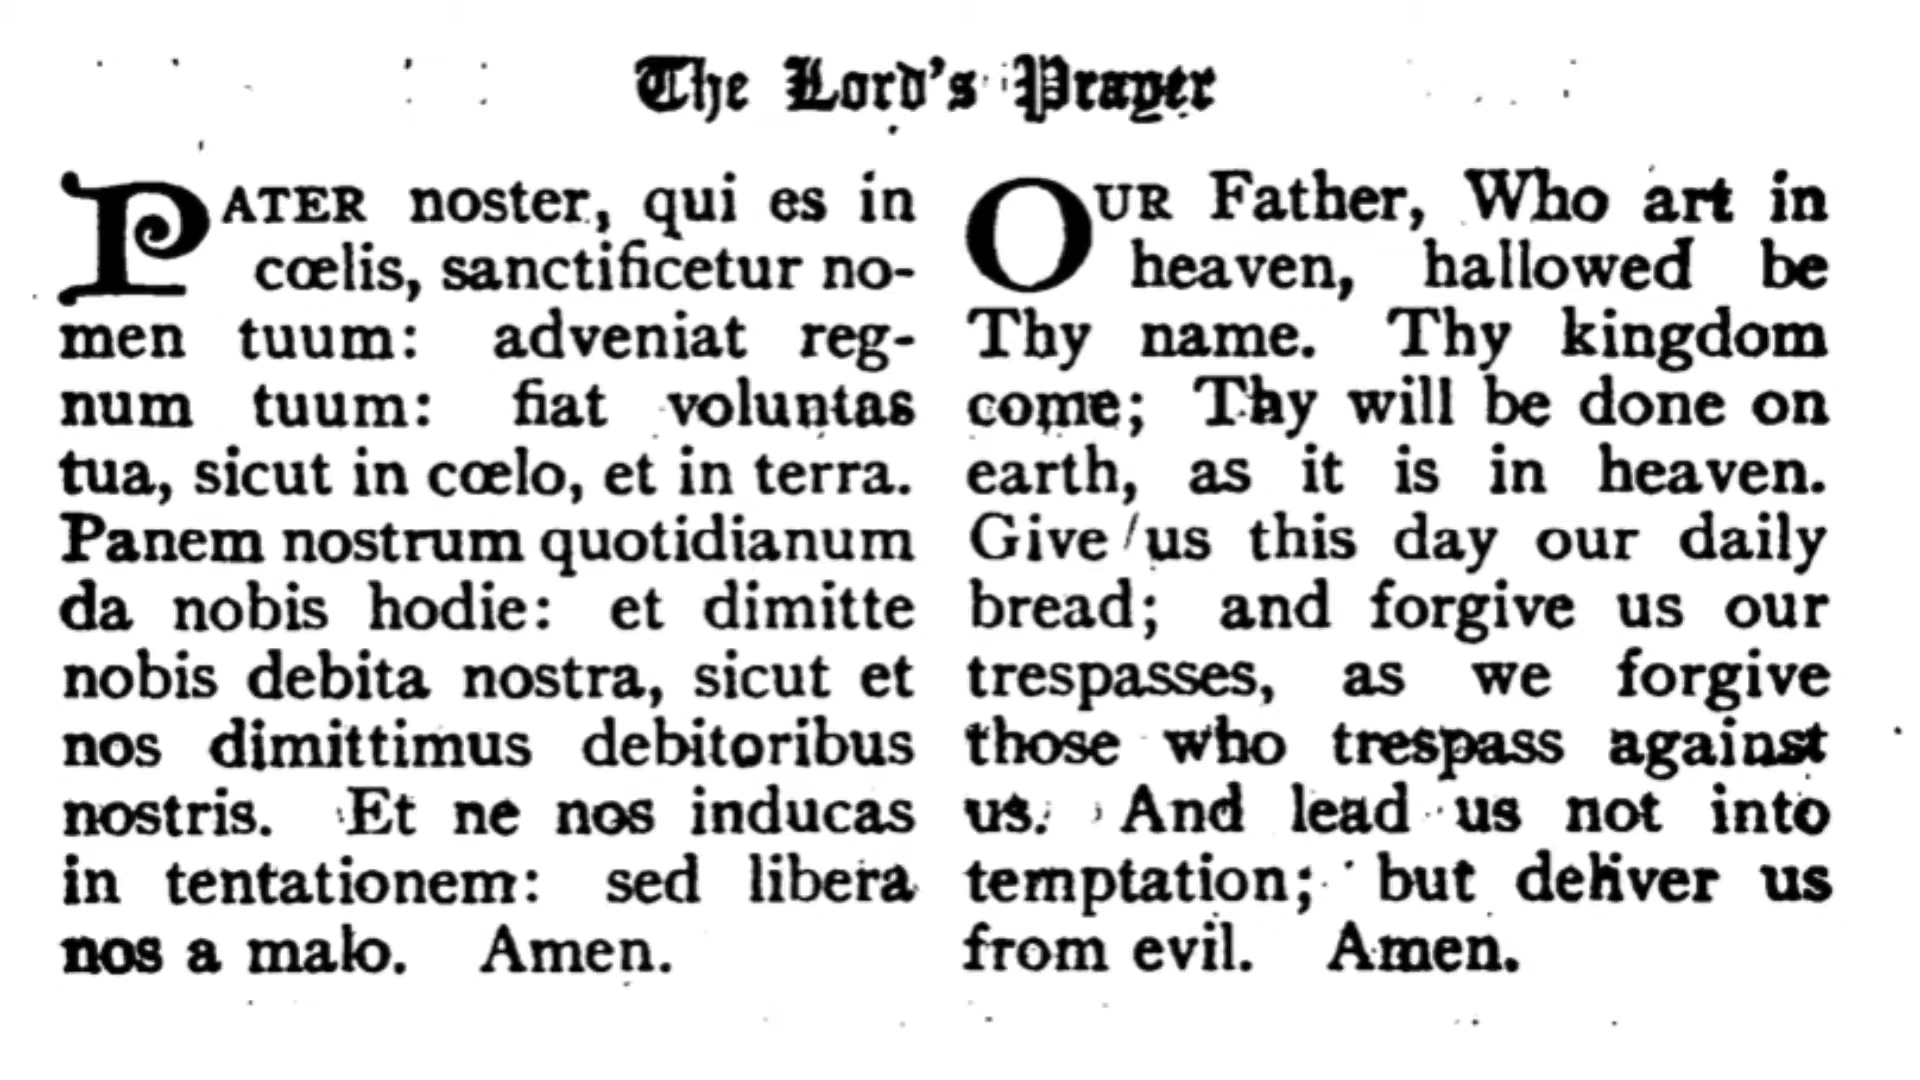 The Lord's Prayer
PATER noster, qui es in
cœlis, sanctificetur no-
men tuum: adveniat reg-
num tuum: fiat voluntas
tua, sicut in cœlo, et in terra.
Panem nostrum quotidianum
da nobis hodie: et dimitte
nobis debita nostra, sicut et
nos dimittimus debitoribus
nostris. Et ne nos inducas
in tentationem: sed libera
nos a malo. Amen.
OUR Father, Who art in
heaven, hallowed be
Thy name. Thy kingdom
come; Thy will be done on
earth, as it is in heaven.
Give us this day our daily
bread; and forgive us our
trespasses, as we forgive
those who trespass against
us. And lead us not into
temptation; but deliver us
from evil. Amen.